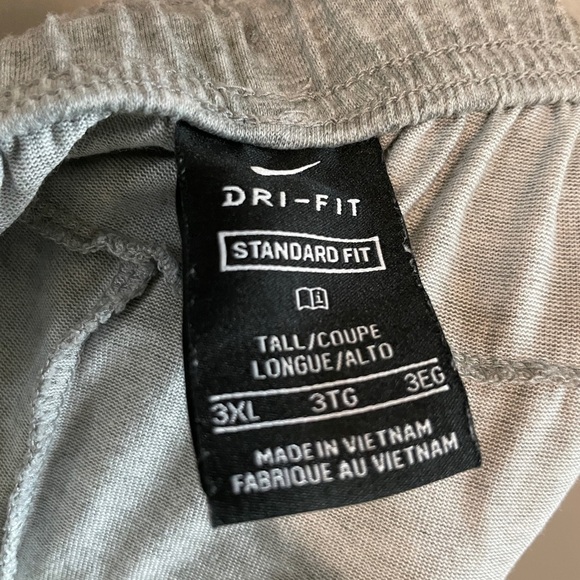 DRI-FIT
STANDARD FIT
TALL/COUPE
LONGUE/ALTO
3XL 3TG 3EG
MADE IN VIETNAM
FABRIQUE AU VIETNAM